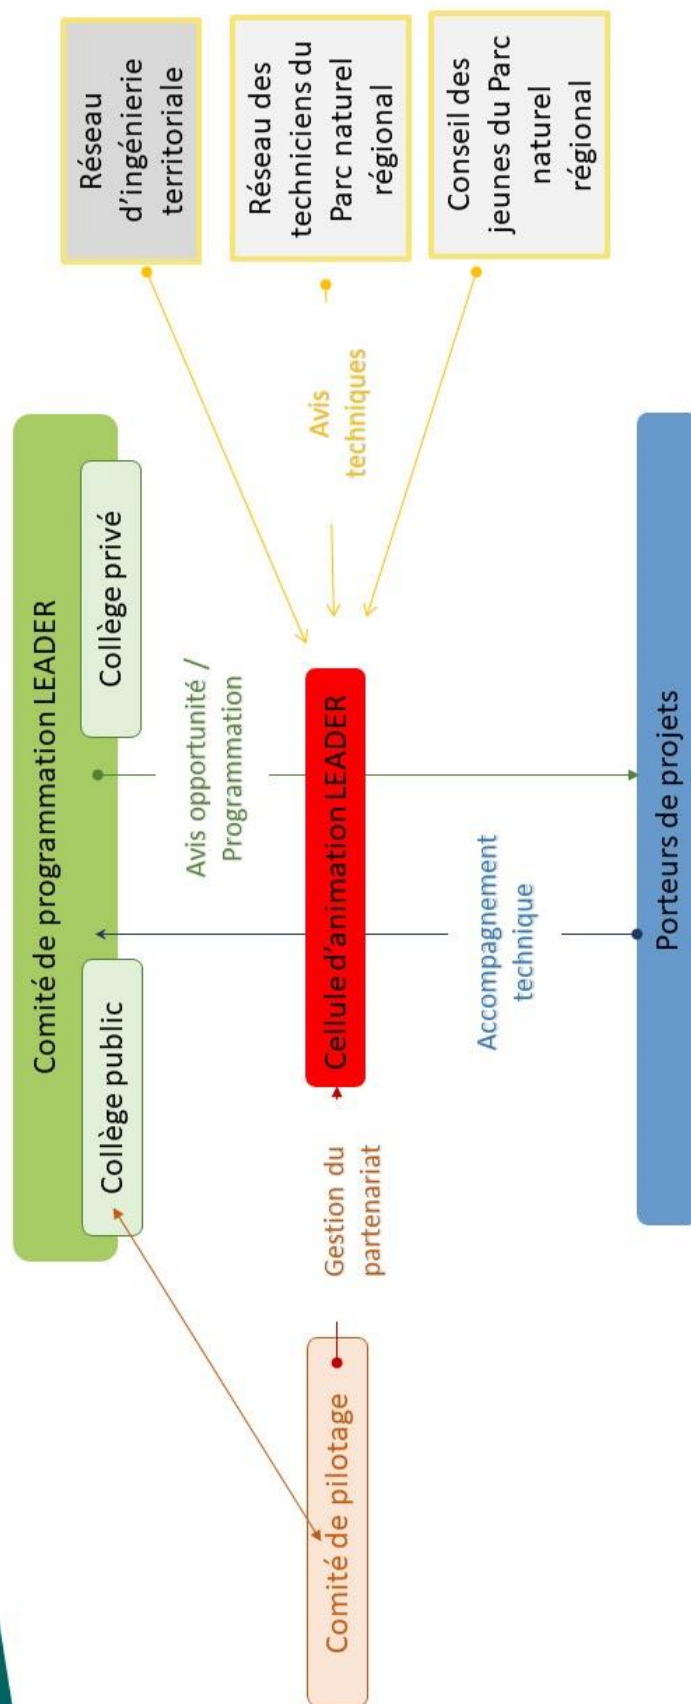 Comité de programmation LEADER
Collège public
Collège privé
Avis opportunité /
Programmation
Réseau
d'ingénierie
territoriale
Réseau des
techniciens du
Parc naturel
régional
Conseil des
jeunes du Parc
naturel
régional
Avis
techniques
Comité de pilotage
Gestion du
partenariat
Cellule d'animation LEADER
Accompagnement
technique
Porteurs de projets